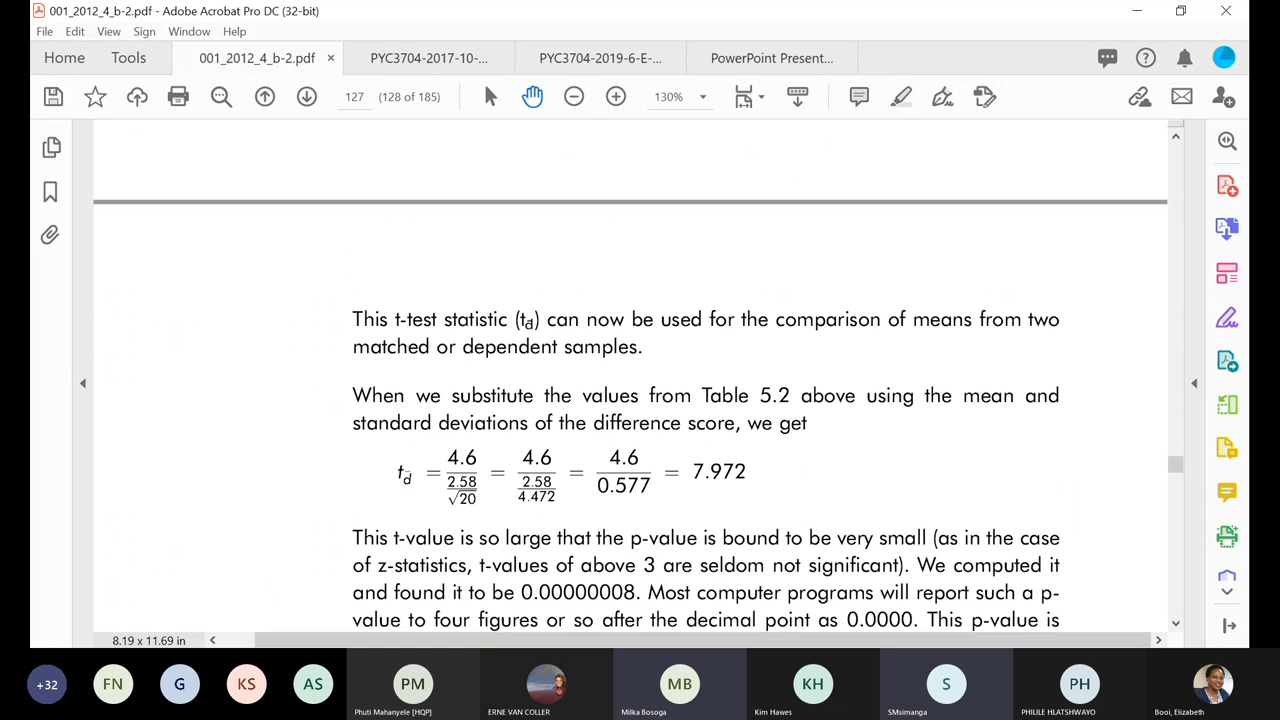 001_2012_4_b-2.pdf - Adobe Acrobat Pro DC (32-bit)
File Edit View Sign Window Help
Home Tools 001_2012_4_b-2.pdf × PYC3704-2017-10-... PYC3704-2019-6-E-... PowerPoint Present...
127 (128 of 185) 130%
This t-test statistic (td̄) can now be used for the comparison of means from two
matched or dependent samples.
When we substitute the values from Table 5.2 above using the mean and
standard deviations of the difference score, we get
td̄ = 4.6 / (2.58 / √20) = 4.6 / (2.58 / 4.472) = 4.6 / 0.577 = 7.972
This t-value is so large that the p-value is bound to be very small (as in the case
of z-statistics, t-values of above 3 are seldom not significant). We computed it
and found it to be 0.00000008. Most computer programs will report such a p-
value to four figures or so after the decimal point as 0.0000. This p-value is
8.19 x 11.69 in
+32 FN G KS AS PM MB KH S PH
Phuti Mahanyele [HQP] ERNE VAN COLLER Milka Bosoga Kim Hawes SMsimanga PHILILE HLATSHWAYO Booi, Elizabeth